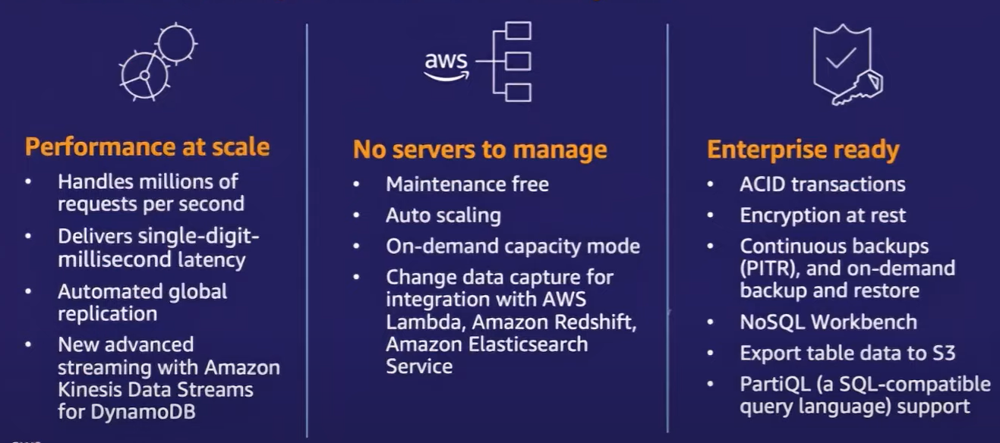 aws
Performance at scale
• Handles millions of
requests per second
• Delivers single-digit-
millisecond latency
• Automated global
replication
• New advanced
streaming with Amazon
Kinesis Data Streams
for DynamoDB
No servers to manage
• Maintenance free
• Auto scaling
• On-demand capacity mode
• Change data capture for
integration with AWS
Lambda, Amazon Redshift,
Amazon Elasticsearch
Service
Enterprise ready
• ACID transactions
• Encryption at rest
• Continuous backups
(PITR), and on-demand
backup and restore
• NoSQL Workbench
• Export table data to S3
• PartiQL (a SQL-compatible
query language) support